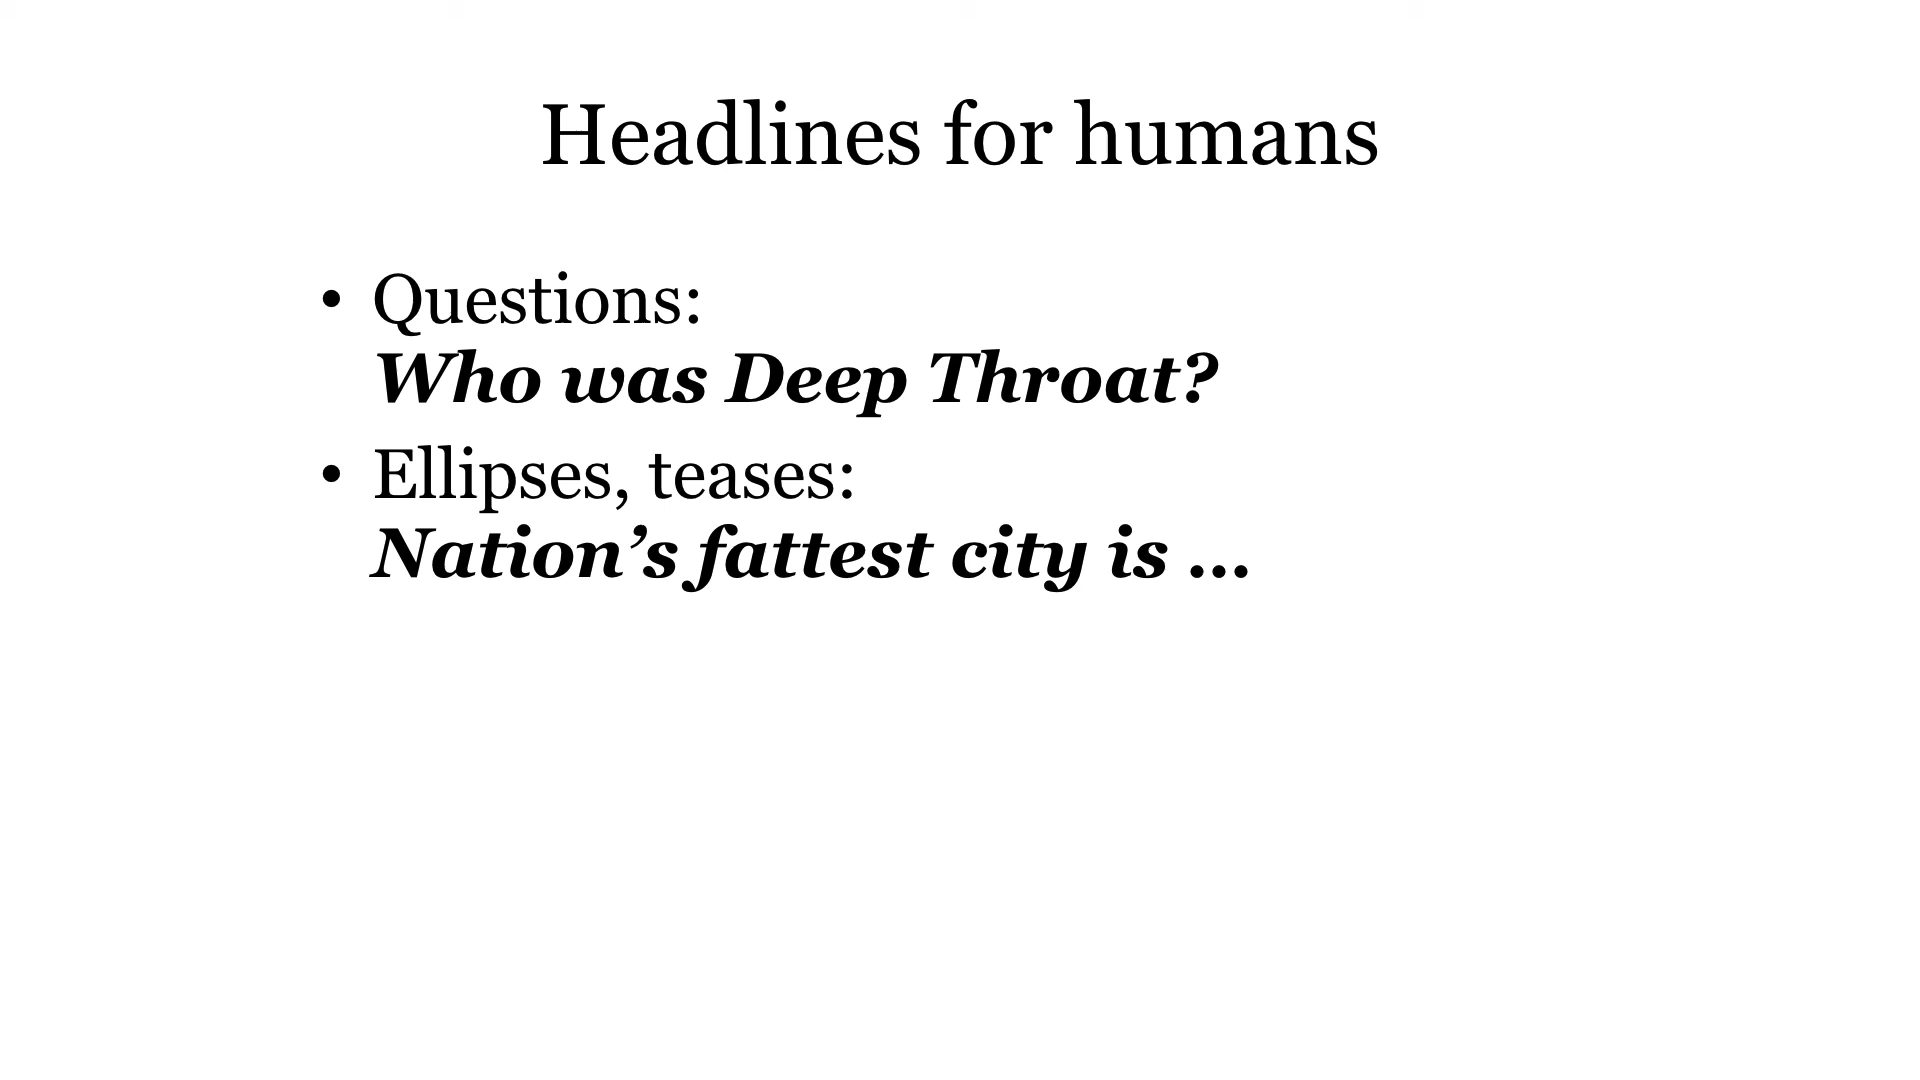 Headlines for humans
• Questions:
Who was Deep Throat?
• Ellipses, teases:
Nation’s fattest city is ...